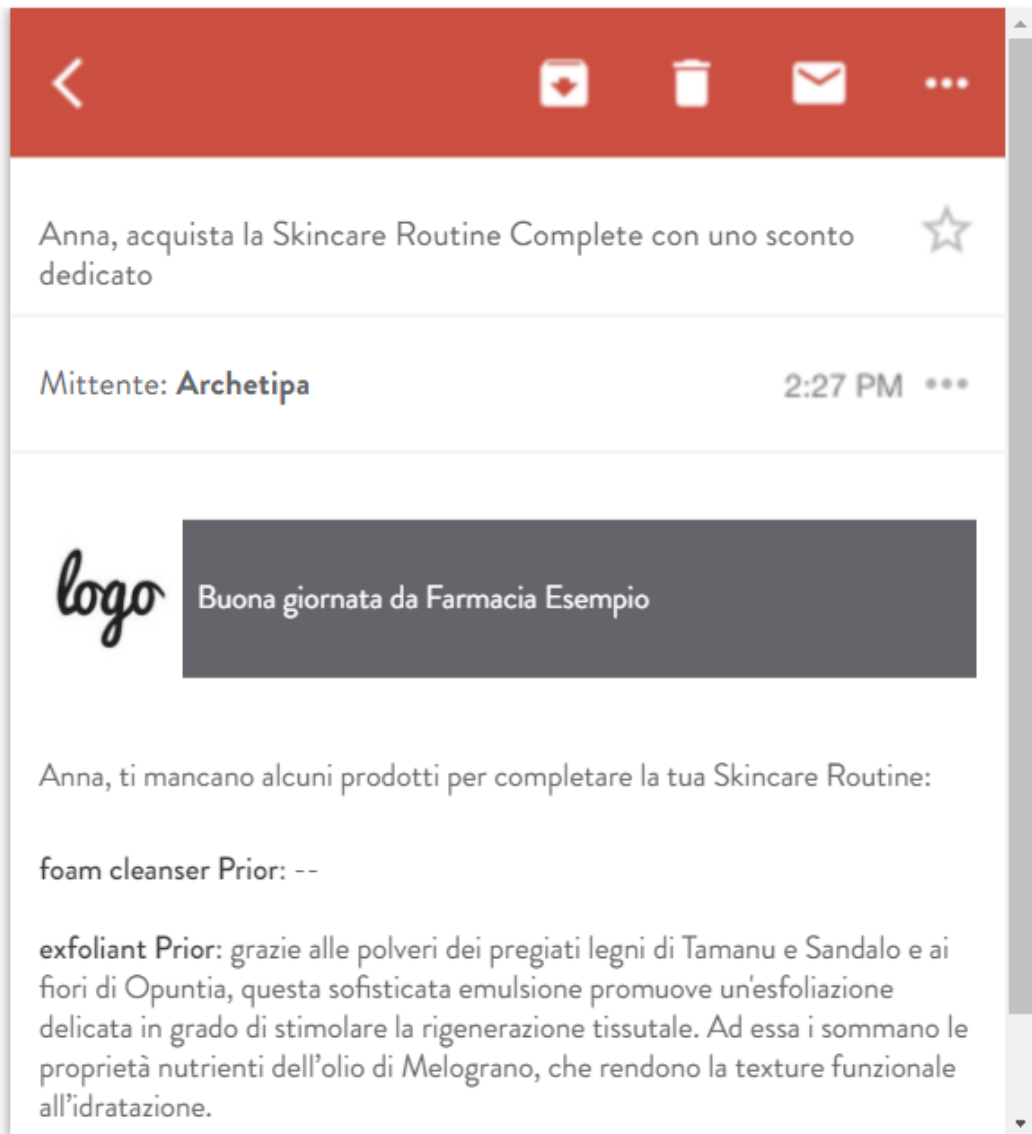 Anna, acquista la Skincare Routine Complete con uno sconto
dedicato
Mittente: Archetipa
2:27 PM
logo
Buona giornata da Farmacia Esempio
Anna, ti mancano alcuni prodotti per completare la tua Skincare Routine:
foam cleanser Prior: --
exfoliant Prior: grazie alle polveri dei pregiati legni di Tamanu e Sandalo e ai
fiori di Opuntia, questa sofisticata emulsione promuove un'esfoliazione
delicata in grado di stimolare la rigenerazione tissutale. Ad essa i sommano le
proprietà nutrienti dell’olio di Melograno, che rendono la texture funzionale
all’idratazione.